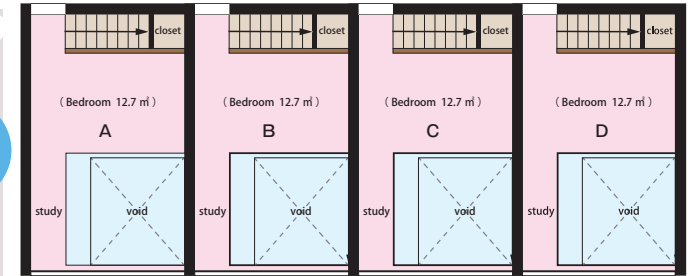 closet
closet
closet
closet
( Bedroom 12.7 ㎡ )
( Bedroom 12.7 ㎡ )
( Bedroom 12.7 ㎡ )
( Bedroom 12.7 ㎡ )
A
B
C
D
study
void
study
void
study
void
study
void